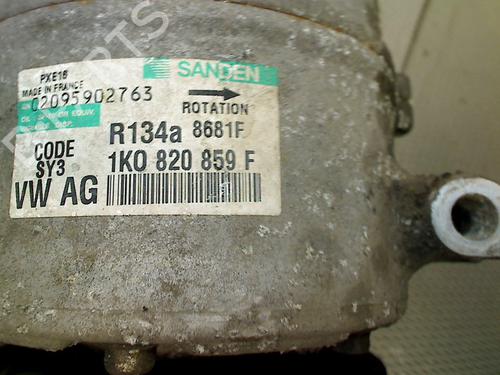 PXE16
SANDEN
MADE IN FRANCE
02095902763
ROTATION
CODE
SY3
R134a 8681F
1K0 820 859 F
VW AG